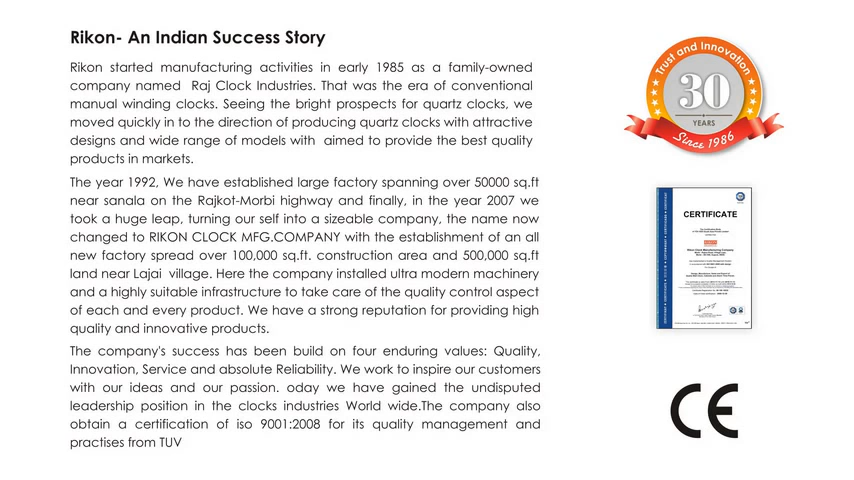 Rikon- An Indian Success Story
Rikon started manufacturing activities in early 1985 as a family-owned
company named Raj Clock Industries. That was the era of conventional
manual winding clocks. Seeing the bright prospects for quartz clocks, we
moved quickly in to the direction of producing quartz clocks with attractive
designs and wide range of models with aimed to provide the best quality
products in markets.
The year 1992, We have established large factory spanning over 50000 sq.ft
near sanala on the Rajkot-Morbi highway and finally, in the year 2007 we
took a huge leap, turning our self into a sizeable company, the name now
changed to RIKON CLOCK MFG.COMPANY with the establishment of an all
new factory spread over 100,000 sq.ft. construction area and 500,000 sq.ft
land near Lajai village. Here the company installed ultra modern machinery
and a highly suitable infrastructure to take care of the quality control aspect
of each and every product. We have a strong reputation for providing high
quality and innovative products.
The company's success has been build on four enduring values: Quality,
Innovation, Service and absolute Reliability. We work to inspire our customers
with our ideas and our passion. oday we have gained the undisputed
leadership position in the clocks industries World wide.The company also
obtain a certification of iso 9001:2008 for its quality management and
practises from TUV
Trust and Innovation
30
YEARS
Since 1986
CERTIFICATE
CE